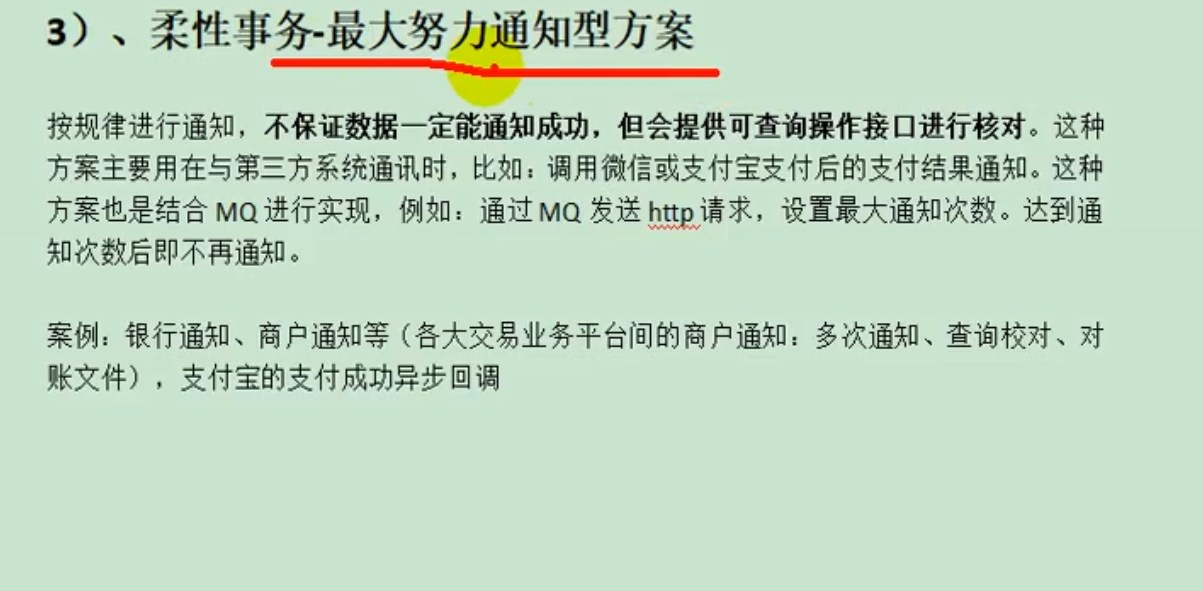 3）、柔性事务-最大努力通知型方案
按规律进行通知，不保证数据一定能通知成功，但会提供可查询操作接口进行核对。这种
方案主要用在与第三方系统通讯时，比如：调用微信或支付宝支付后的支付结果通知。这种
方案也是结合 MQ 进行实现，例如：通过 MQ 发送 http 请求，设置最大通知次数。达到通
知次数后即不再通知。
案例：银行通知、商户通知等（各大交易业务平台间的商户通知：多次通知、查询校对、对
账文件），支付宝的支付成功异步回调